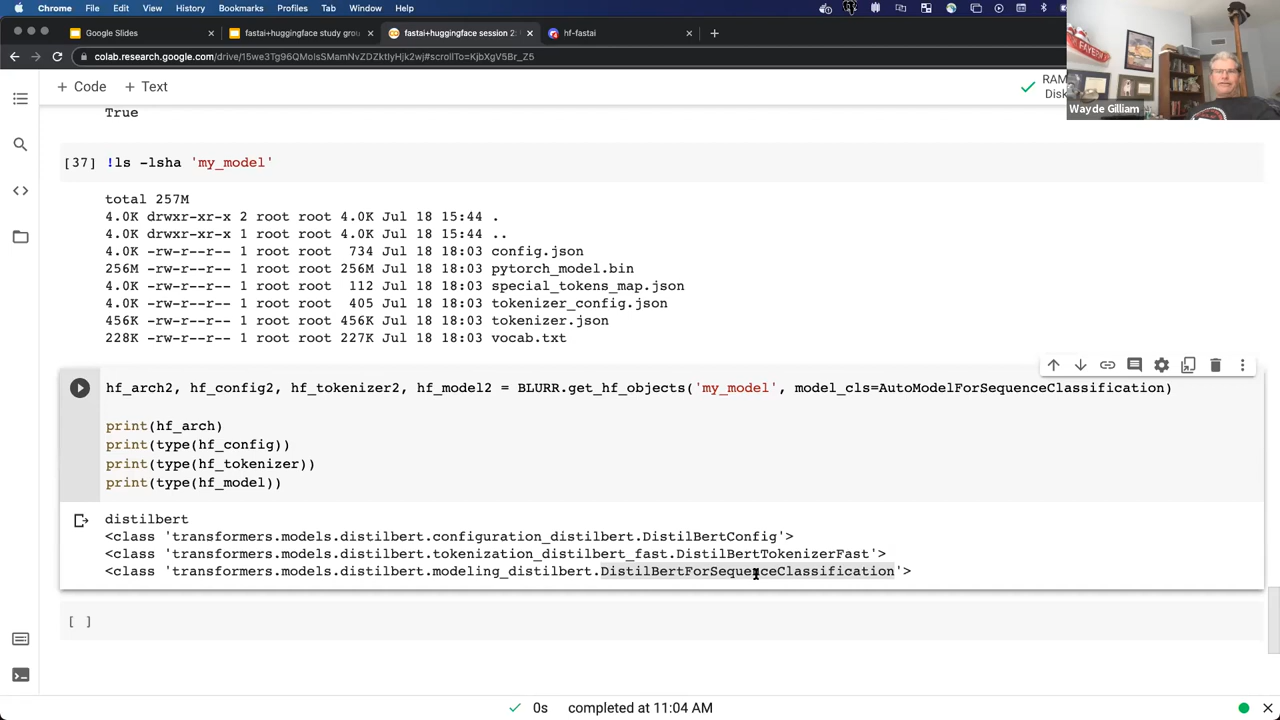 Chrome File Edit View History Bookmarks Profiles Tab Window Help
Google Slides
fastai+huggingface study grou
fastai+huggingface session 2:
hf-fastai
colab.research.google.com/drive/15we3Tg96QMolsSMamNvZDZktIyHjk2wj#scrollTo=KjbXgV5Br_Z5
+ Code + Text
RAM
Disk
Wayde Gilliam
True
[37] !ls -lsha 'my_model'
total 257M
4.0K drwxr-xr-x 2 root root 4.0K Jul 18 15:44 .
4.0K drwxr-xr-x 1 root root 4.0K Jul 18 18:03 ..
4.0K -rw-r--r-- 1 root root 734 Jul 18 18:03 config.json
256M -rw-r--r-- 1 root root 256M Jul 18 18:03 pytorch_model.bin
4.0K -rw-r--r-- 1 root root 112 Jul 18 18:03 special_tokens_map.json
4.0K -rw-r--r-- 1 root root 405 Jul 18 18:03 tokenizer_config.json
456K -rw-r--r-- 1 root root 456K Jul 18 18:03 tokenizer.json
228K -rw-r--r-- 1 root root 227K Jul 18 18:03 vocab.txt
hf_arch2, hf_config2, hf_tokenizer2, hf_model2 = BLURR.get_hf_objects('my_model', model_cls=AutoModelForSequenceClassification)
print(hf_arch)
print(type(hf_config))
print(type(hf_tokenizer))
print(type(hf_model))
distilbert
<class 'transformers.models.distilbert.configuration_distilbert.DistilBertConfig'>
<class 'transformers.models.distilbert.tokenization_distilbert_fast.DistilBertTokenizerFast'>
<class 'transformers.models.distilbert.modeling_distilbert.DistilBertForSequenceClassification'>
[ ]
0s completed at 11:04 AM